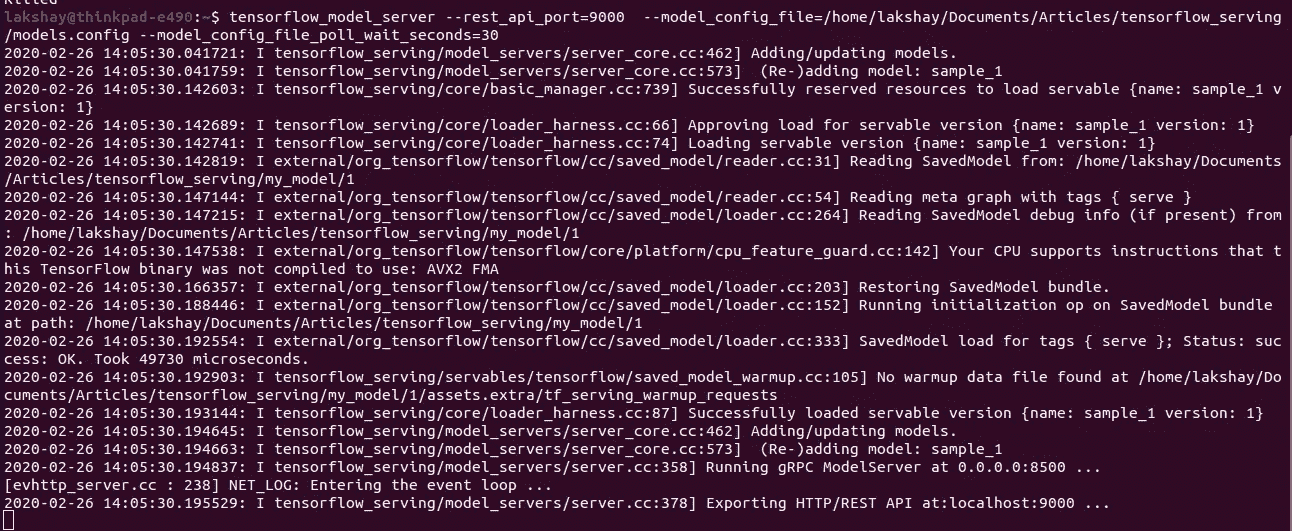 Killed
lakshay@thinkpad-e490:~$ tensorflow_model_server --rest_api_port=9000  --model_config_file=/home/lakshay/Documents/Articles/tensorflow_serving
/models.config --model_config_file_poll_wait_seconds=30
2020-02-26 14:05:30.041721: I tensorflow_serving/model_servers/server_core.cc:462] Adding/updating models.
2020-02-26 14:05:30.041759: I tensorflow_serving/model_servers/server_core.cc:573]  (Re-)adding model: sample_1
2020-02-26 14:05:30.142603: I tensorflow_serving/core/basic_manager.cc:739] Successfully reserved resources to load servable {name: sample_1 v
ersion: 1}
2020-02-26 14:05:30.142689: I tensorflow_serving/core/loader_harness.cc:66] Approving load for servable version {name: sample_1 version: 1}
2020-02-26 14:05:30.142741: I tensorflow_serving/core/loader_harness.cc:74] Loading servable version {name: sample_1 version: 1}
2020-02-26 14:05:30.142819: I external/org_tensorflow/tensorflow/cc/saved_model/reader.cc:31] Reading SavedModel from: /home/lakshay/Documents
/Articles/tensorflow_serving/my_model/1
2020-02-26 14:05:30.147144: I external/org_tensorflow/tensorflow/cc/saved_model/reader.cc:54] Reading meta graph with tags { serve }
2020-02-26 14:05:30.147215: I external/org_tensorflow/tensorflow/cc/saved_model/loader.cc:264] Reading SavedModel debug info (if present) from
: /home/lakshay/Documents/Articles/tensorflow_serving/my_model/1
2020-02-26 14:05:30.147538: I external/org_tensorflow/tensorflow/core/platform/cpu_feature_guard.cc:142] Your CPU supports instructions that t
his TensorFlow binary was not compiled to use: AVX2 FMA
2020-02-26 14:05:30.166357: I external/org_tensorflow/tensorflow/cc/saved_model/loader.cc:203] Restoring SavedModel bundle.
2020-02-26 14:05:30.188446: I external/org_tensorflow/tensorflow/cc/saved_model/loader.cc:152] Running initialization op on SavedModel bundle
at path: /home/lakshay/Documents/Articles/tensorflow_serving/my_model/1
2020-02-26 14:05:30.192554: I external/org_tensorflow/tensorflow/cc/saved_model/loader.cc:333] SavedModel load for tags { serve }; Status: suc
cess: OK. Took 49730 microseconds.
2020-02-26 14:05:30.192903: I tensorflow_serving/servables/tensorflow/saved_model_warmup.cc:105] No warmup data file found at /home/lakshay/Do
cuments/Articles/tensorflow_serving/my_model/1/assets.extra/tf_serving_warmup_requests
2020-02-26 14:05:30.193144: I tensorflow_serving/core/loader_harness.cc:87] Successfully loaded servable version {name: sample_1 version: 1}
2020-02-26 14:05:30.194645: I tensorflow_serving/model_servers/server_core.cc:462] Adding/updating models.
2020-02-26 14:05:30.194663: I tensorflow_serving/model_servers/server_core.cc:573]  (Re-)adding model: sample_1
2020-02-26 14:05:30.194837: I tensorflow_serving/model_servers/server.cc:358] Running gRPC ModelServer at 0.0.0.0:8500 ...
[evhttp_server.cc : 238] NET_LOG: Entering the event loop ...
2020-02-26 14:05:30.195529: I tensorflow_serving/model_servers/server.cc:378] Exporting HTTP/REST API at:localhost:9000 ...